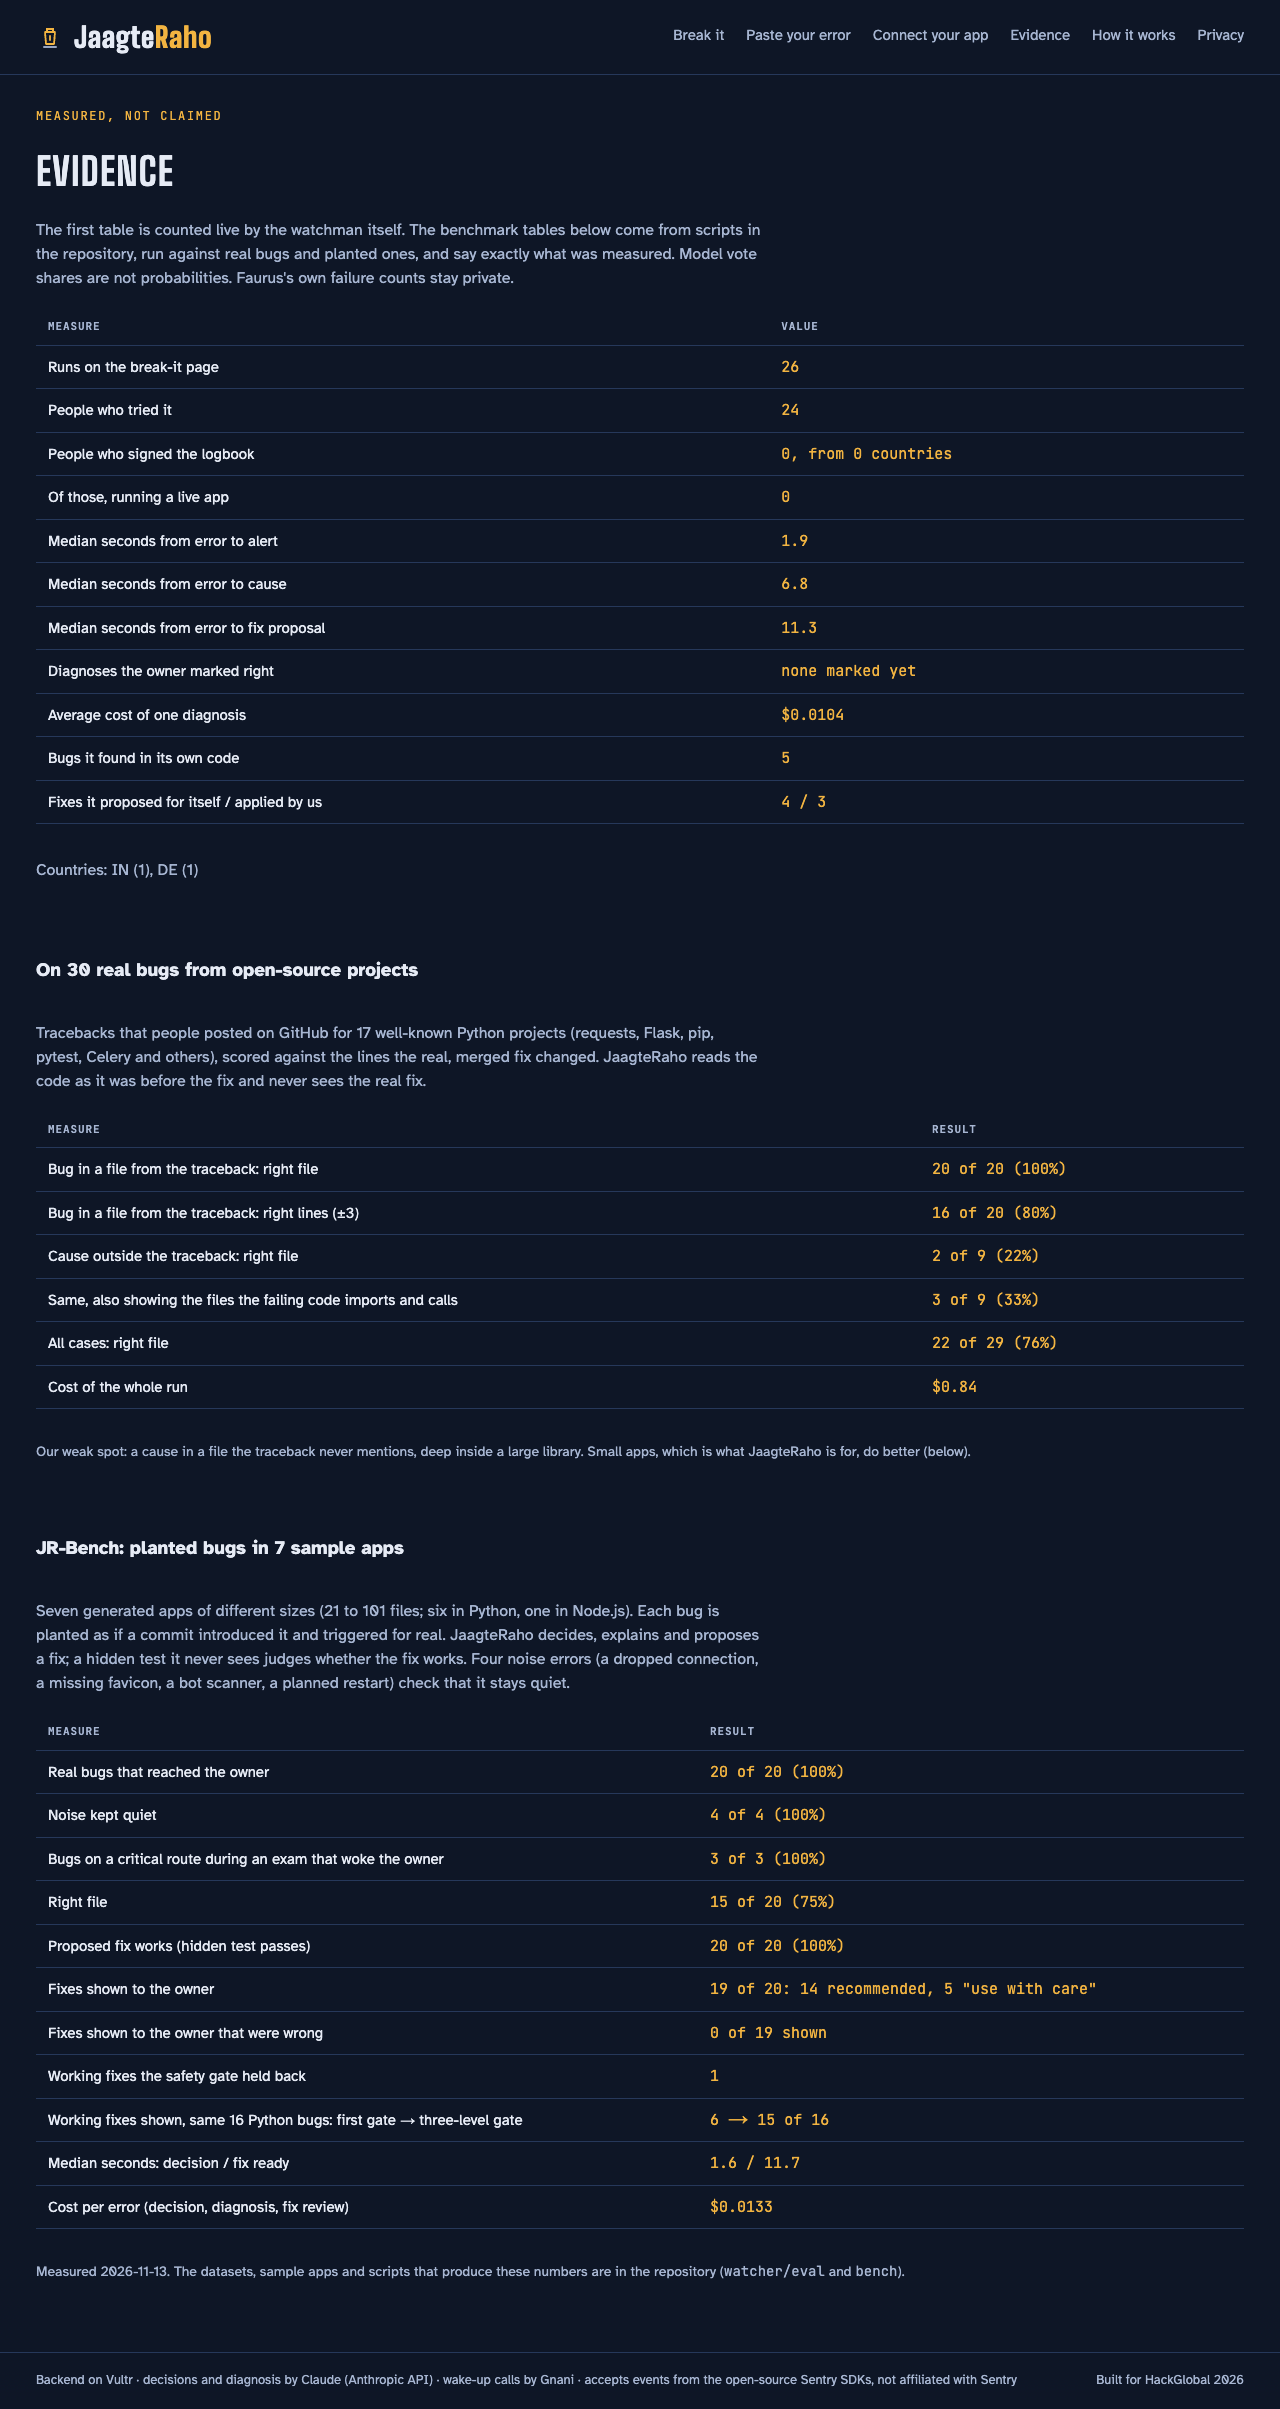 JaagteRaho
Break it Paste your error Connect your app Evidence How it works Privacy
MEASURED, NOT CLAIMED
EVIDENCE
The first table is counted live by the watchman itself. The benchmark tables below come from scripts in
the repository, run against real bugs and planted ones, and say exactly what was measured. Model vote
shares are not probabilities. Faurus's own failure counts stay private.
MEASURE VALUE
Runs on the break-it page 26
People who tried it 24
People who signed the logbook 0, from 0 countries
Of those, running a live app 0
Median seconds from error to alert 1.9
Median seconds from error to cause 6.8
Median seconds from error to fix proposal 11.3
Diagnoses the owner marked right none marked yet
Average cost of one diagnosis $0.0104
Bugs it found in its own code 5
Fixes it proposed for itself / applied by us 4 / 3
Countries: IN (1), DE (1)
On 30 real bugs from open-source projects
Tracebacks that people posted on GitHub for 17 well-known Python projects (requests, Flask, pip,
pytest, Celery and others), scored against the lines the real, merged fix changed. JaagteRaho reads the
code as it was before the fix and never sees the real fix.
MEASURE RESULT
Bug in a file from the traceback: right file 20 of 20 (100%)
Bug in a file from the traceback: right lines (±3) 16 of 20 (80%)
Cause outside the traceback: right file 2 of 9 (22%)
Same, also showing the files the failing code imports and calls 3 of 9 (33%)
All cases: right file 22 of 29 (76%)
Cost of the whole run $0.84
Our weak spot: a cause in a file the traceback never mentions, deep inside a large library. Small apps, which is what JaagteRaho is for, do better (below).
JR-Bench: planted bugs in 7 sample apps
Seven generated apps of different sizes (21 to 101 files; six in Python, one in Node.js). Each bug is
planted as if a commit introduced it and triggered for real. JaagteRaho decides, explains and proposes
a fix; a hidden test it never sees judges whether the fix works. Four noise errors (a dropped connection,
a missing favicon, a bot scanner, a planned restart) check that it stays quiet.
MEASURE RESULT
Real bugs that reached the owner 20 of 20 (100%)
Noise kept quiet 4 of 4 (100%)
Bugs on a critical route during an exam that woke the owner 3 of 3 (100%)
Right file 15 of 20 (75%)
Proposed fix works (hidden test passes) 20 of 20 (100%)
Fixes shown to the owner 19 of 20: 14 recommended, 5 "use with care"
Fixes shown to the owner that were wrong 0 of 19 shown
Working fixes the safety gate held back 1
Working fixes shown, same 16 Python bugs: first gate → three-level gate 6 → 15 of 16
Median seconds: decision / fix ready 1.6 / 11.7
Cost per error (decision, diagnosis, fix review) $0.0133
Measured 2026-11-13. The datasets, sample apps and scripts that produce these numbers are in the repository (watcher/eval and bench).
Backend on Vultr · decisions and diagnosis by Claude (Anthropic API) · wake-up calls by Gnani · accepts events from the open-source Sentry SDKs, not affiliated with Sentry Built for HackGlobal 2026